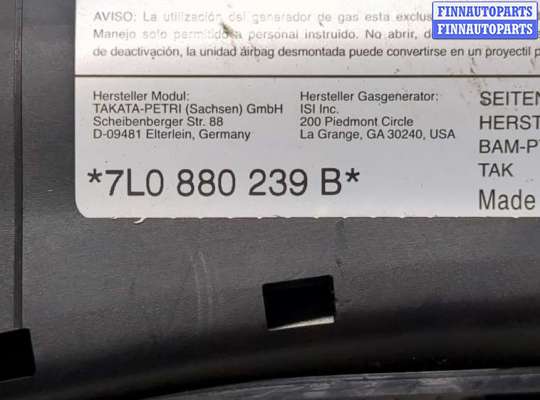 FINNAUTOPARTS
FINNAUTOPARTS
AVISO: La utilización del generador de gas esta exclus
Manejo solo permitido a personal instruido. No abrir, d
de deactivación, la unidad airbag desmontada puede convertirse en un proyectil p
Hersteller Modul:
TAKATA-PETRI (Sachsen) GmbH
Scheibenberger Str. 88
D-09481 Elterlein, Germany
Hersteller Gasgenerator:
ISI Inc.
200 Piedmont Circle
La Grange, GA 30240, USA
SEITEN
HERST
BAM-P
TAK
Made
*7L0 880 239 B*